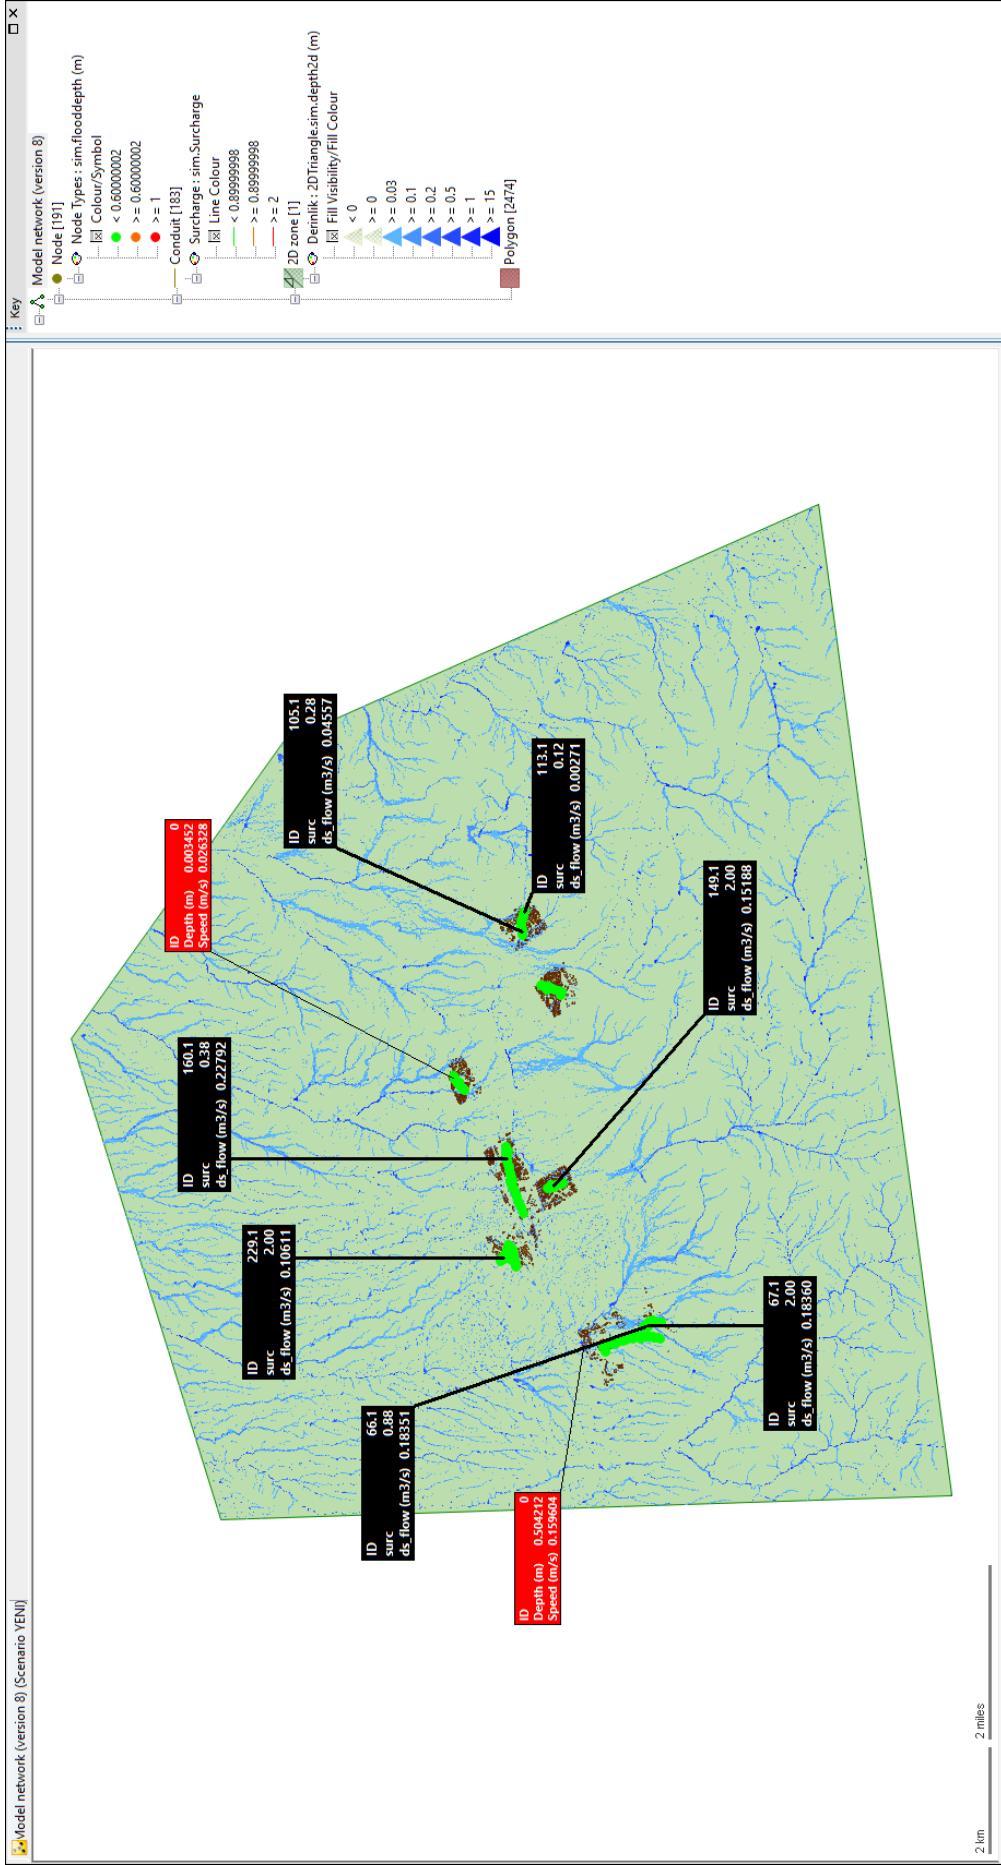 Model network (version 8) (Scenario YENI)
Key
Model network (version 8)
Node [191]
Node Types : sim.flooddepth (m)
Colour/Symbol
< 0.60000002
>= 0.60000002
>= 1
Conduit [183]
Surcharge : sim.Surcharge
Line Colour
< 0.89999998
>= 0.89999998
>= 2
2D zone [1]
Derinlik : 2DTriangle.sim.depth2d (m)
Fill Visibility/Fill Colour
< 0
>= 0
>= 0.03
>= 0.1
>= 0.2
>= 0.5
>= 1
>= 15
Polygon [2474]
ID 0
Depth (m) 0.003452
Speed (m/s) 0.026328
ID 160.1
surc 0.38
ds_flow (m3/s) 0.22792
ID 229.1
surc 2.00
ds_flow (m3/s) 0.10611
ID 105.1
surc 0.28
ds_flow (m3/s) 0.04557
ID 66.1
surc 0.88
ds_flow (m3/s) 0.18351
ID 0
Depth (m) 0.504212
Speed (m/s) 0.159604
ID 113.1
surc 0.12
ds_flow (m3/s) 0.00271
ID 149.1
surc 2.00
ds_flow (m3/s) 0.15188
ID 67.1
surc 2.00
ds_flow (m3/s) 0.18360
2 km
2 miles